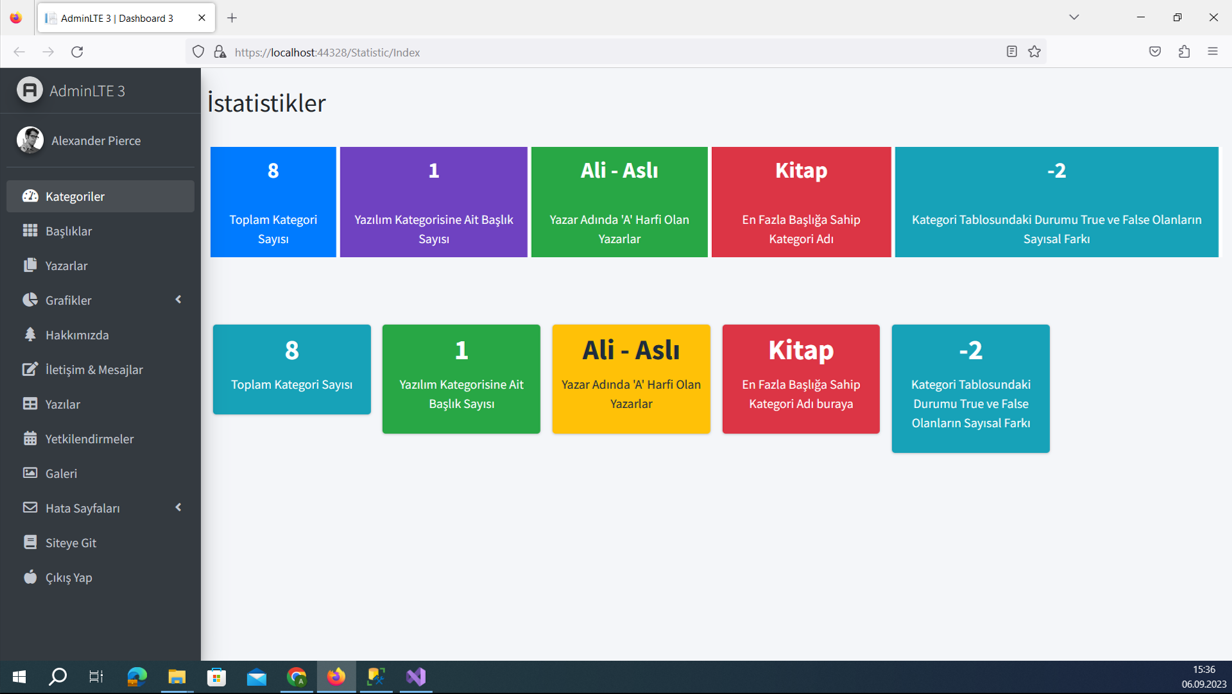 AdminLTE 3 | Dashboard 3
https://localhost:44328/Statistic/Index
AdminLTE 3
Alexander Pierce
Kategoriler
Başlıklar
Yazarlar
Grafikler
Hakkımızda
İletişim & Mesajlar
Yazılar
Yetkilendirmeler
Galeri
Hata Sayfaları
Siteye Git
Çıkış Yap
İstatistikler
8
Toplam Kategori
Sayısı
1
Yazılım Kategorisine Ait Başlık
Sayısı
Ali - Aslı
Yazar Adında 'A' Harfi Olan
Yazarlar
Kitap
En Fazla Başlığa Sahip
Kategori Adı
-2
Kategori Tablosundaki Durumu True ve False Olanların
Sayısal Farkı
8
Toplam Kategori Sayısı
1
Yazılım Kategorisine Ait
Başlık Sayısı
Ali - Aslı
Yazar Adında 'A' Harfi Olan
Yazarlar
Kitap
En Fazla Başlığa Sahip
Kategori Adı buraya
-2
Kategori Tablosundaki
Durumu True ve False
Olanların Sayısal Farkı
15:36
06.09.2023